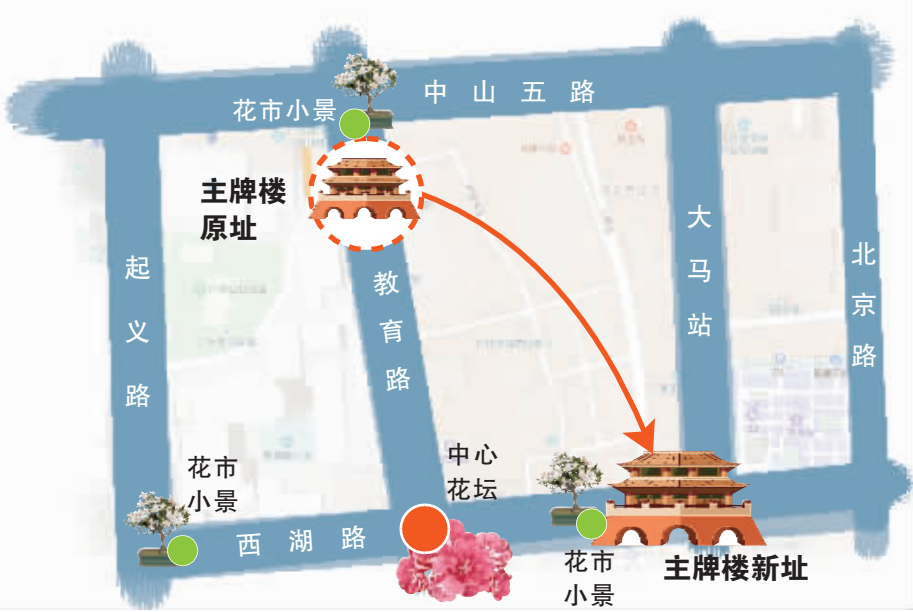 中山五路
花市小景
主牌楼
原址
起义路
教育路
大马站
北京路
花市
小景
中心
花坛
西湖路
花市
小景
主牌楼新址